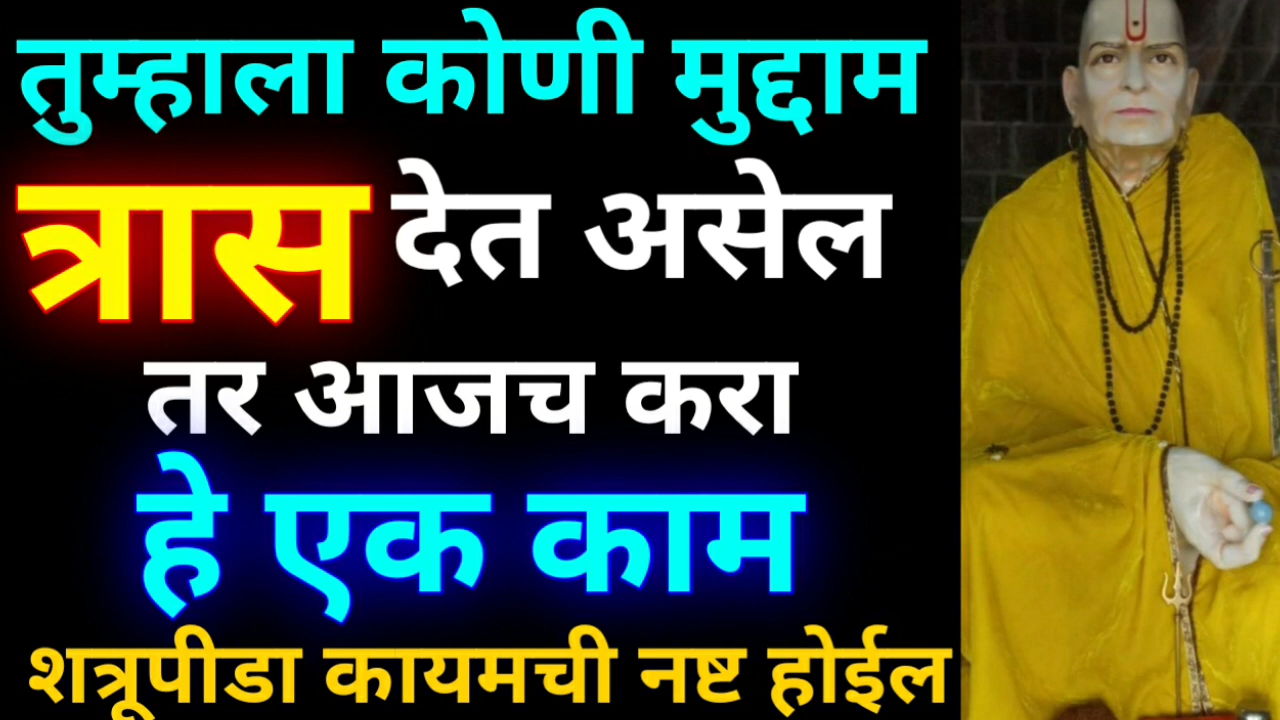 तुम्हाला कोणी मुद्दाम
त्रास देत असेल
तर आजच करा
हे एक काम
शत्रूपीडा कायमची नष्ट होईल